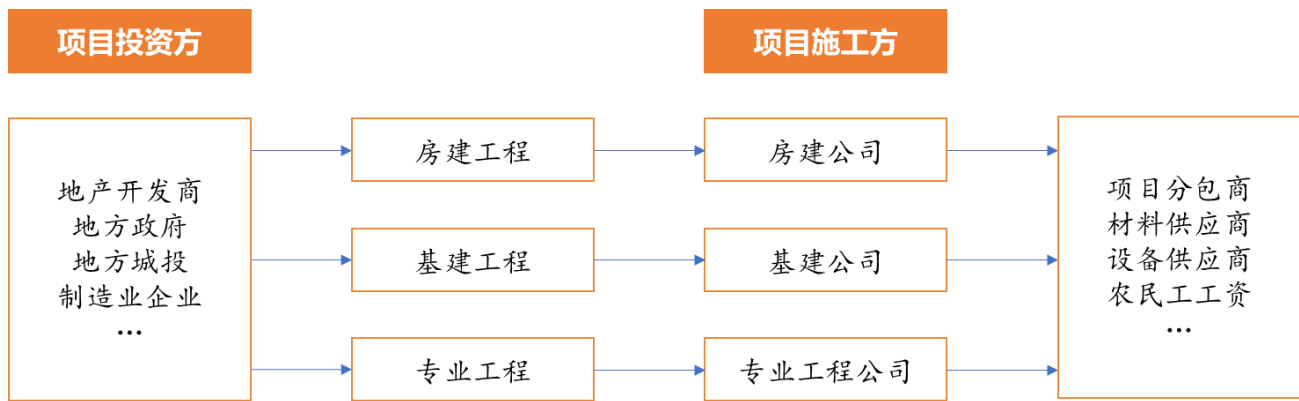 项目投资方
项目施工方
地产开发商
地方政府
地方城投
制造业企业
...
房建工程
房建公司
基建工程
基建公司
专业工程
专业工程公司
项目分包商
材料供应商
设备供应商
农民工工资
...